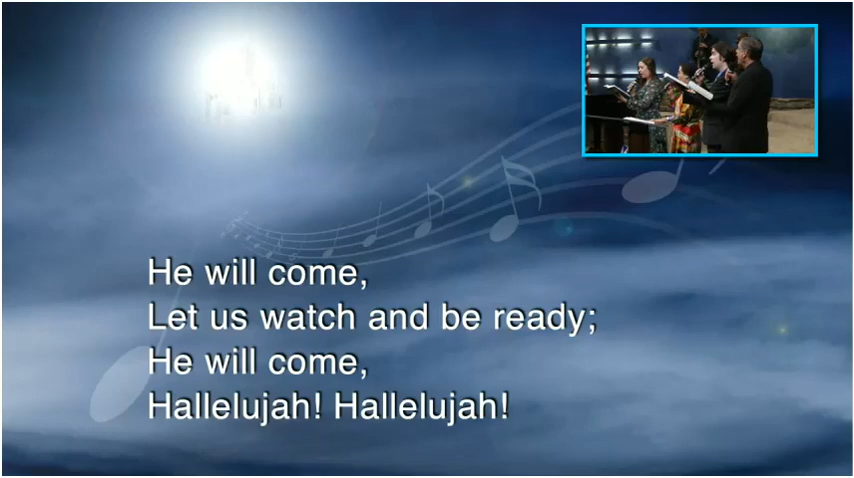 He will come,
Let us watch and be ready;
He will come,
Hallelujah! Hallelujah!